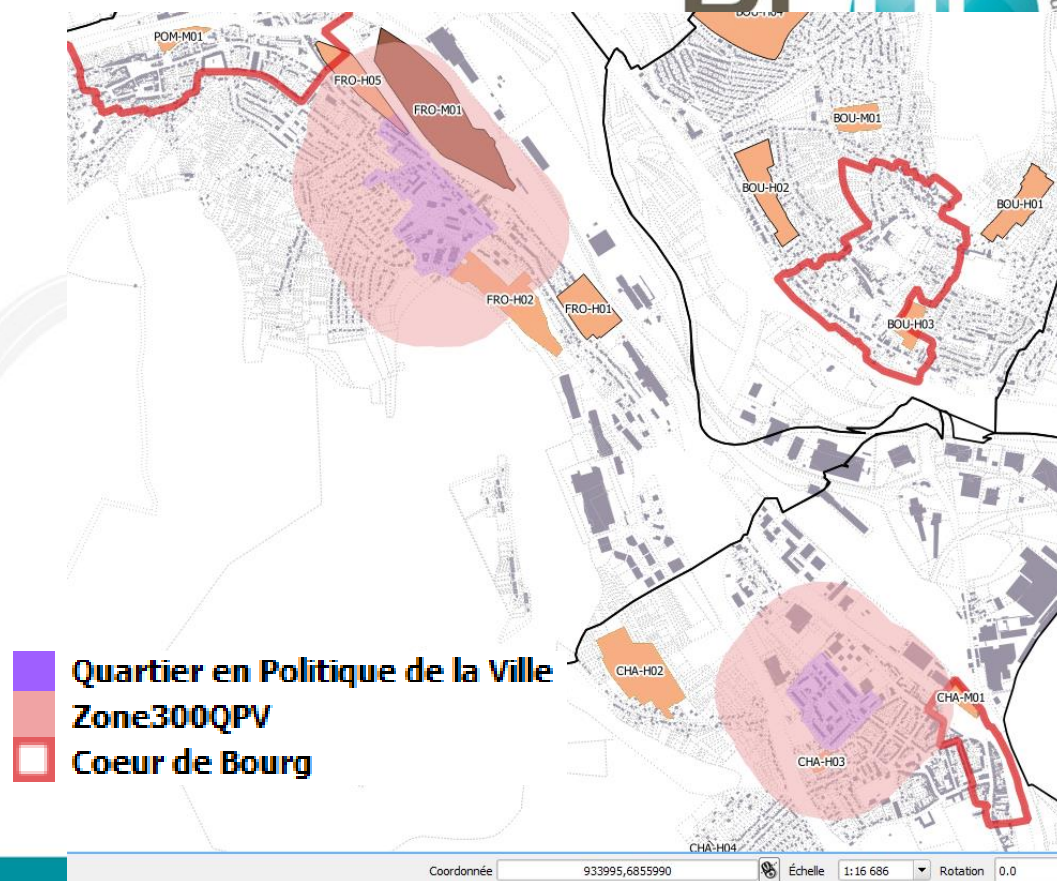 BOU-H04
POM-M01
FRO-H05
FRO-M01
BOU-M01
BOU-H02
BOU-H01
FRO-H02
FRO-H01
BOU-H03
CHA-H02
CHA-M01
CHA-H03
CHA-H04
Quartier en Politique de la Ville
Zone300QPV
Coeur de Bourg
Coordonnée 933995,6855990 Échelle 1:16 686 Rotation 0.0